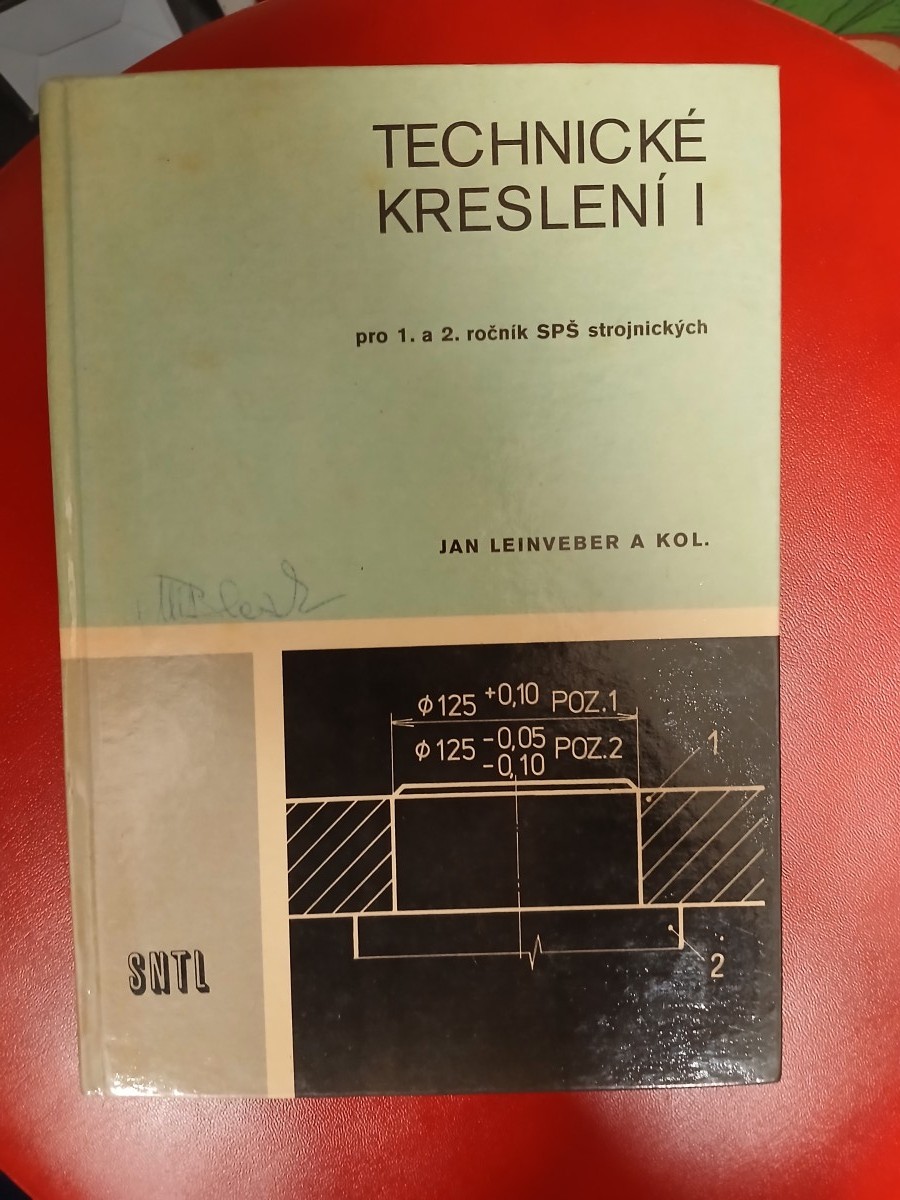 TECHNICKÉ
KRESLENÍ I
pro 1. a 2. ročník SPŠ strojnických
JAN LEINVEBER A KOL.
ϕ125 +0,10 POZ.1
ϕ125 -0,05 POZ.2
-0,10
1
2
SNTL